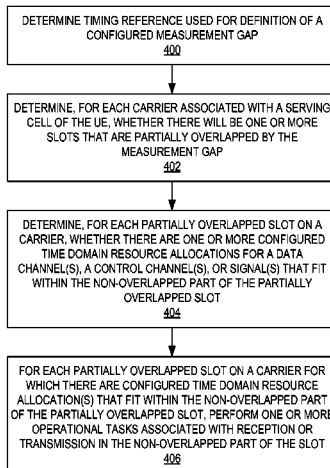 DETERMINE TIMING REFERENCE USED FOR DEFINITION OF A
CONFIGURED MEASUREMENT GAP
400
DETERMINE, FOR EACH CARRIER ASSOCIATED WITH A SERVING
CELL OF THE UE, WHETHER THERE WILL BE ONE OR MORE
SLOTS THAT ARE PARTIALLY OVERLAPPED BY THE
MEASUREMENT GAP
402
DETERMINE, FOR EACH PARTIALLY OVERLAPPED SLOT ON A
CARRIER, WHETHER THERE ARE ONE OR MORE CONFIGURED
TIME DOMAIN RESOURCE ALLOCATIONS FOR A DATA
CHANNEL(S), A CONTROL CHANNEL(S), OR SIGNAL(S) THAT FIT
WITHIN THE NON-OVERLAPPED PART OF THE PARTIALLY
OVERLAPPED SLOT
404
FOR EACH PARTIALLY OVERLAPPED SLOT ON A CARRIER FOR
WHICH THERE ARE CONFIGURED TIME DOMAIN RESOURCE
ALLOCATION(S) THAT FIT WITHIN THE NON-OVERLAPPED PART
OF THE PARTIALLY OVERLAPPED SLOT, PERFORM ONE OR MORE
OPERATIONAL TASKS ASSOCIATED WITH RECEPTION OR
TRANSMISSION IN THE NON-OVERLAPPED PART OF THE SLOT
406